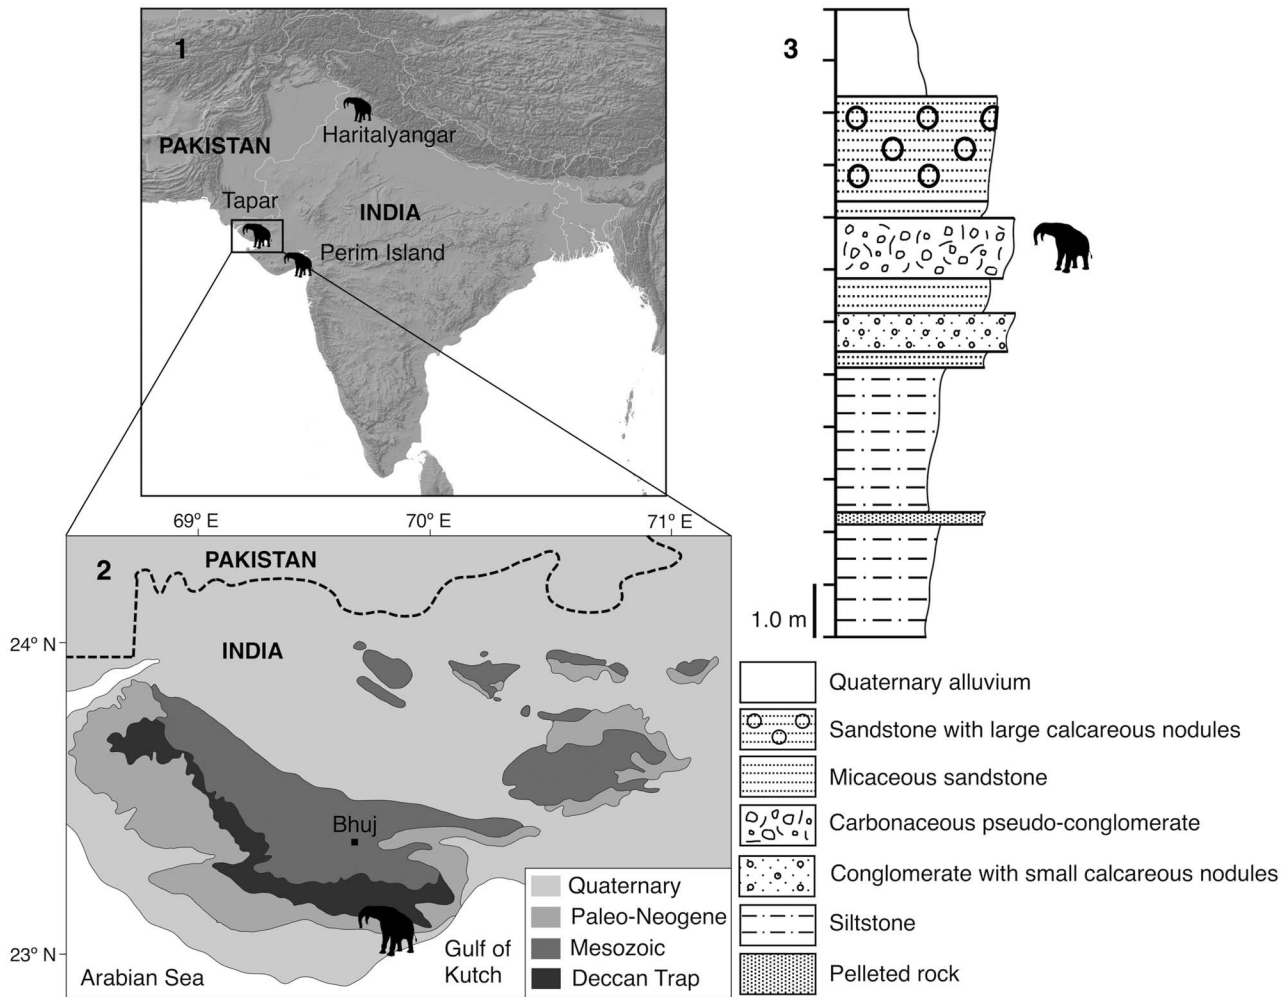 1
Haritalyangar
PAKISTAN
Tapar
INDIA
Perim Island
69° E
70° E
71° E
2
PAKISTAN
24° N
INDIA
Bhuj
Quaternary
Paleo-Neogene
Mesozoic
Deccan Trap
23° N
Gulf of
Kutch
Arabian Sea
3
1.0 m
Quaternary alluvium
Sandstone with large calcareous nodules
Micaceous sandstone
Carbonaceous pseudo-conglomerate
Conglomerate with small calcareous nodules
Siltstone
Pelleted rock